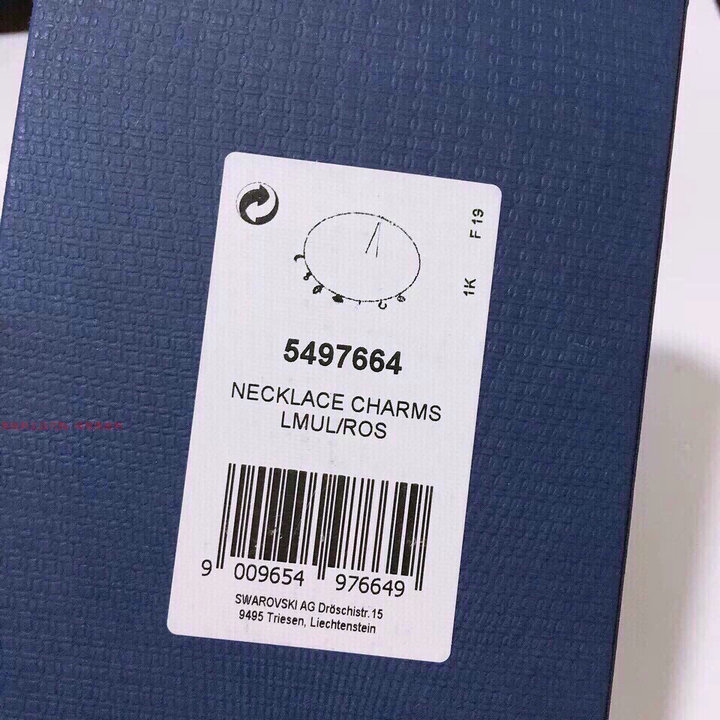 F 19
1K
5497664
NECKLACE CHARMS
LMUL/ROS
9 009654 976649
SWAROVSKI AG Dröschistr. 15
9495 Triesen, Liechtenstein